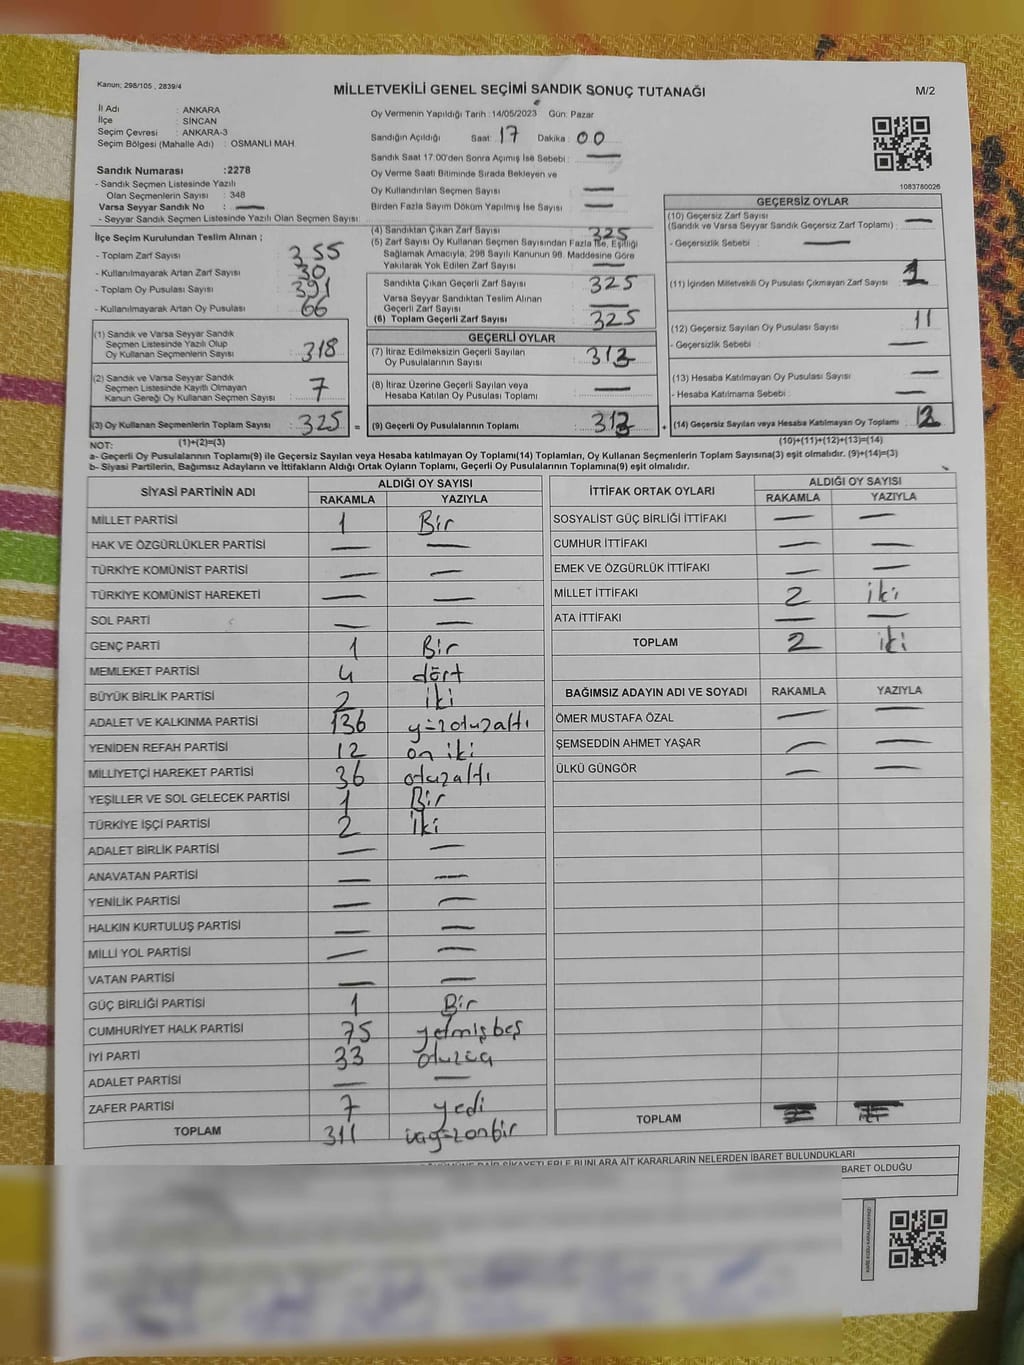 Kanun; 298/105 , 2839/4
MİLLETVEKİLİ GENEL SEÇİMİ SANDIK SONUÇ TUTANAĞI
M/2
İl Adı : ANKARA
İlçe : SİNCAN
Seçim Çevresi : ANKARA-3
Seçim Bölgesi (Mahalle Adı) : OSMANLI MAH
Sandık Numarası :2278
- Sandık Seçmen Listesinde Yazılı
Olan Seçmenlerin Sayısı : 348
Varsa Seyyar Sandık No : —
- Seyyar Sandık Seçmen Listesinde Yazılı Olan Seçmen Sayısı:
Oy Vermenin Yapıldığı Tarih : 14/05/2023 Gün: Pazar
Sandığın Açıldığı Saat: 17 Dakika : 00
Sandık Saat 17:00'den Sonra Açımış İse Sebebi : —
Oy Verme Saati Bitiminde Sırada Bekleyen ve
Oy Kullandırılan Seçmen Sayısı —
Birden Fazla Sayım Döküm Yapılmış İse Sayısı : —
1083780026
İlçe Seçim Kurulundan Teslim Alınan ;
- Toplam Zarf Sayısı : 355
- Kullanılmayarak Artan Zarf Sayısı : 30
- Toplam Oy Pusulası Sayısı : 391
- Kullanılmayarak Artan Oy Pusulası : 66
(1) Sandık ve Varsa Seyyar Sandık
Seçmen Listesinde Yazılı Olup
Oy Kullanan Seçmenlerin Sayısı : 318
(2) Sandık ve Varsa Seyyar Sandık
Seçmen Listesinde Kayıtlı Olmayan
Kanun Gereği Oy Kullanan Seçmen Sayısı : 7
(3) Oy Kullanan Seçmenlerin Toplam Sayısı : 325
(4) Sandıktan Çıkan Zarf Sayısı : 325
(5) Zarf Sayısı Oy Kullanan Seçmen Sayısından Fazla İse, Eşitliği
Sağlamak Amacıyla, 298 Sayılı Kanunun 98. Maddesine Göre
Yakılarak Yok Edilen Zarf Sayısı : —
Sandıkta Çıkan Geçerli Zarf Sayısı : 325
Varsa Seyyar Sandıktan Teslim Alınan
Geçerli Zarf Sayısı : —
(6) Toplam Geçerli Zarf Sayısı : 325
GEÇERLİ OYLAR
(7) İtiraz Edilmeksizin Geçerli Sayılan
Oy Pusulalarının Sayısı : 313
(8) İtiraz Üzerine Geçerli Sayılan veya
Hesaba Katılan Oy Pusulası Toplamı : —
= (9) Geçerli Oy Pusulalarının Toplamı : 313
GEÇERSİZ OYLAR
(10) Geçersiz Zarf Sayısı
(Sandık ve Varsa Seyyar Sandık Geçersiz Zarf Toplamı) : —
- Geçersizlik Sebebi : —
(11) İçinden Milletvekili Oy Pusulası Çıkmayan Zarf Sayısı : 1
(12) Geçersiz Sayılan Oy Pusulası Sayısı : 11
- Geçersizlik Sebebi : —
(13) Hesaba Katılmayan Oy Pusulası Sayısı : —
- Hesaba Katılmama Sebebi : —
+ (14) Geçersiz Sayılan veya Hesaba Katılmayan Oy Toplamı : 12
NOT: (1)+(2)=(3)
(10)+(11)+(12)+(13)=(14)
a- Geçerli Oy Pusulalarının Toplamı(9) ile Geçersiz Sayılan veya Hesaba katılmayan Oy Toplamı(14) Toplamları, Oy Kullanan Seçmenlerin Toplam Sayısına(3) eşit olmalıdır. (9)+(14)=(3)
b- Siyasi Partilerin, Bağımsız Adayların ve İttifakların Aldığı Ortak Oyların Toplamı, Geçerli Oy Pusulalarının Toplamına(9) eşit olmalıdır.
SİYASİ PARTİNİN ADI ALDIĞI OY SAYISI
RAKAMLA YAZIYLA
MİLLET PARTİSİ 1 Bir
HAK VE ÖZGÜRLÜKLER PARTİSİ — —
TÜRKİYE KOMÜNİST PARTİSİ — —
TÜRKİYE KOMÜNİST HAREKETİ — —
SOL PARTİ — —
GENÇ PARTİ 1 Bir
MEMLEKET PARTİSİ 4 dört
BÜYÜK BİRLİK PARTİSİ 2 iki
ADALET VE KALKINMA PARTİSİ 136 yüzotuzaltı
YENİDEN REFAH PARTİSİ 12 on iki
MİLLİYETÇİ HAREKET PARTİSİ 36 otuzaltı
YEŞİLLER VE SOL GELECEK PARTİSİ 1 Bir
TÜRKİYE İŞÇİ PARTİSİ 2 İki
ADALET BİRLİK PARTİSİ — —
ANAVATAN PARTİSİ — —
YENİLİK PARTİSİ — —
HALKIN KURTULUŞ PARTİSİ — —
MİLLİ YOL PARTİSİ — —
VATAN PARTİSİ — —
GÜÇ BİRLİĞİ PARTİSİ 1 Bir
CUMHURİYET HALK PARTİSİ 75 yetmişbeş
İYİ PARTİ 33 otuzüç
ADALET PARTİSİ — —
ZAFER PARTİSİ 7 yedi
TOPLAM 311 üçyüzonbir
İTTİFAK ORTAK OYLARI ALDIĞI OY SAYISI
RAKAMLA YAZIYLA
SOSYALİST GÜÇ BİRLİĞİ İTTİFAKI — —
CUMHUR İTTİFAKI — —
EMEK VE ÖZGÜRLÜK İTTİFAKI — —
MİLLET İTTİFAKI 2 iki
ATA İTTİFAKI — —
TOPLAM 2 iki
BAĞIMSIZ ADAYIN ADI VE SOYADI RAKAMLA YAZIYLA
ÖMER MUSTAFA ÖZAL — —
ŞEMSEDDİN AHMET YAŞAR — —
ÜLKÜ GÜNGÖR — —
TOPLAM
ŞİKAYETLERLE BUNLARA AİT KARARLARIN NELERDEN İBARET BULUNDUKLARI
BARET OLDUĞU